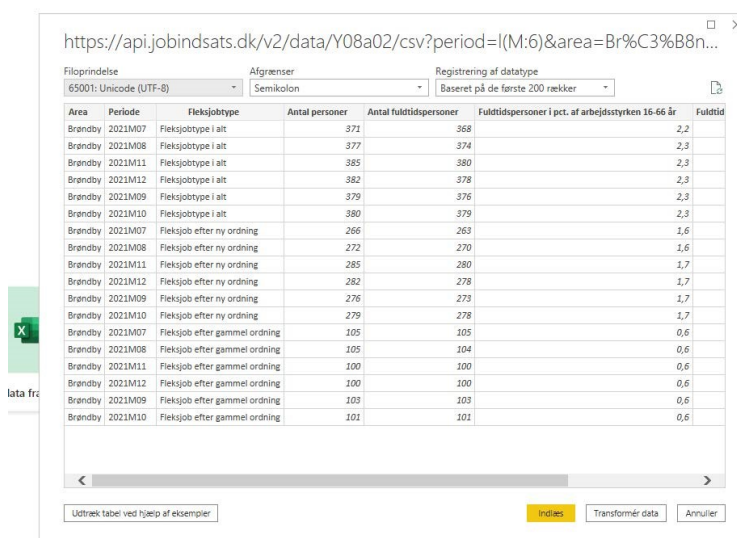 https://api.jobindsats.dk/v2/data/Y08a02/csv?period=l(M:6)&area=Br%C3%B8n...
Filoprindelse Afgrænser Registrering af datatype
65001: Unicode (UTF-8) Semikolon Baseret på de første 200 rækker
Area Periode Fleksjobtype Antal personer Antal fuldtidspersoner Fuldtidspersoner i pct. af arbejdsstyrken 16-66 år Fuldtid
Brøndby 2021M07 Fleksjobtype i alt 371 368 2,2
Brøndby 2021M08 Fleksjobtype i alt 377 374 2,3
Brøndby 2021M11 Fleksjobtype i alt 385 380 2,3
Brøndby 2021M12 Fleksjobtype i alt 382 378 2,3
Brøndby 2021M09 Fleksjobtype i alt 379 376 2,3
Brøndby 2021M10 Fleksjobtype i alt 380 379 2,3
Brøndby 2021M07 Fleksjob efter ny ordning 266 263 1,6
Brøndby 2021M08 Fleksjob efter ny ordning 272 270 1,6
Brøndby 2021M11 Fleksjob efter ny ordning 285 280 1,7
Brøndby 2021M12 Fleksjob efter ny ordning 282 278 1,7
Brøndby 2021M09 Fleksjob efter ny ordning 276 273 1,7
Brøndby 2021M10 Fleksjob efter ny ordning 279 278 1,7
Brøndby 2021M07 Fleksjob efter gammel ordning 105 105 0,6
Brøndby 2021M08 Fleksjob efter gammel ordning 105 104 0,6
Brøndby 2021M11 Fleksjob efter gammel ordning 100 100 0,6
Brøndby 2021M12 Fleksjob efter gammel ordning 100 100 0,6
Brøndby 2021M09 Fleksjob efter gammel ordning 103 103 0,6
Brøndby 2021M10 Fleksjob efter gammel ordning 101 101 0,6
X
lata fra
Udtræk tabel ved hjælp af eksempler Indlæs Transformér data Annuller